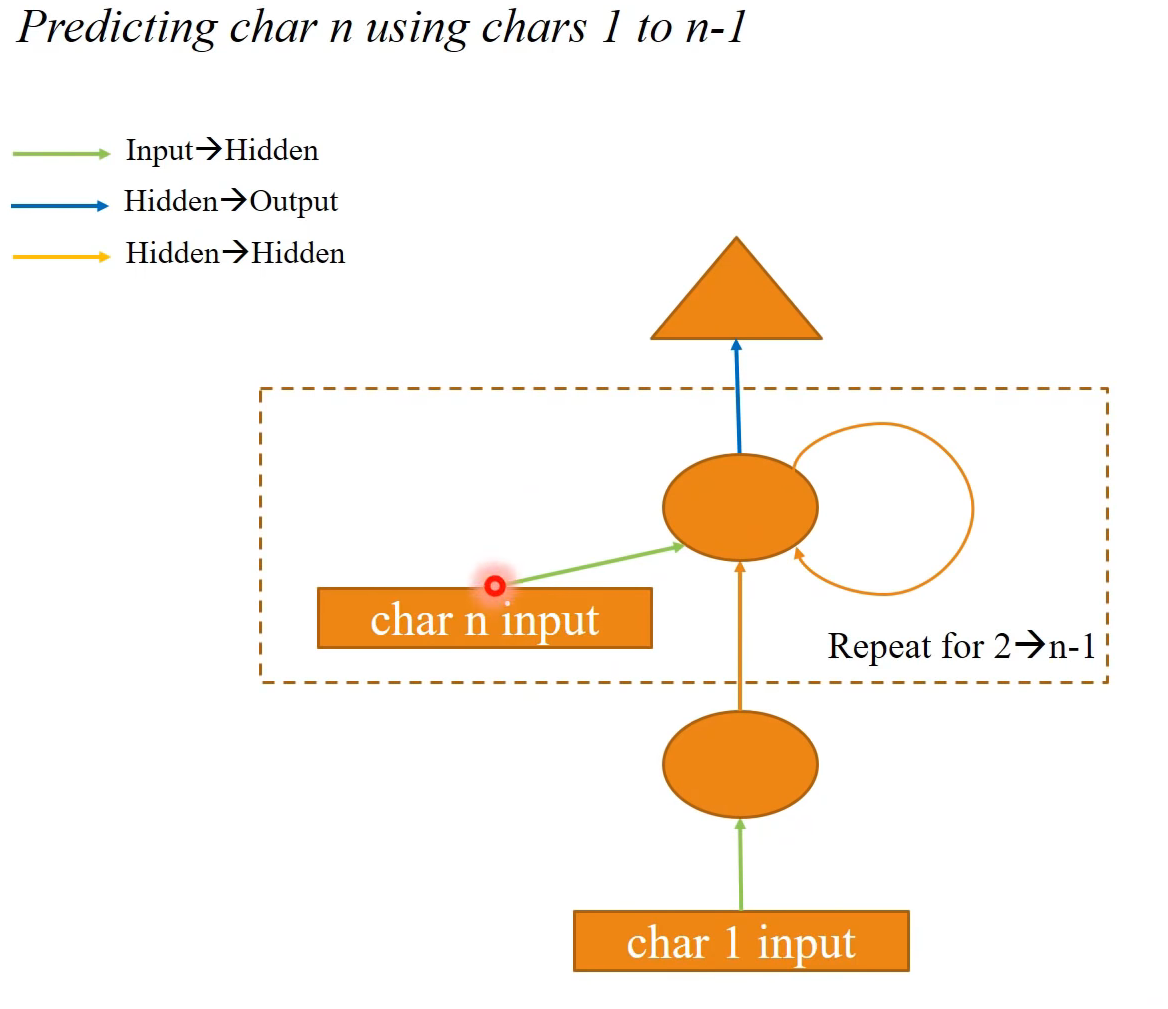 Predicting char n using chars 1 to n-1
Input→Hidden
Hidden→Output
Hidden→Hidden
char n input
Repeat for 2→n-1
char 1 input